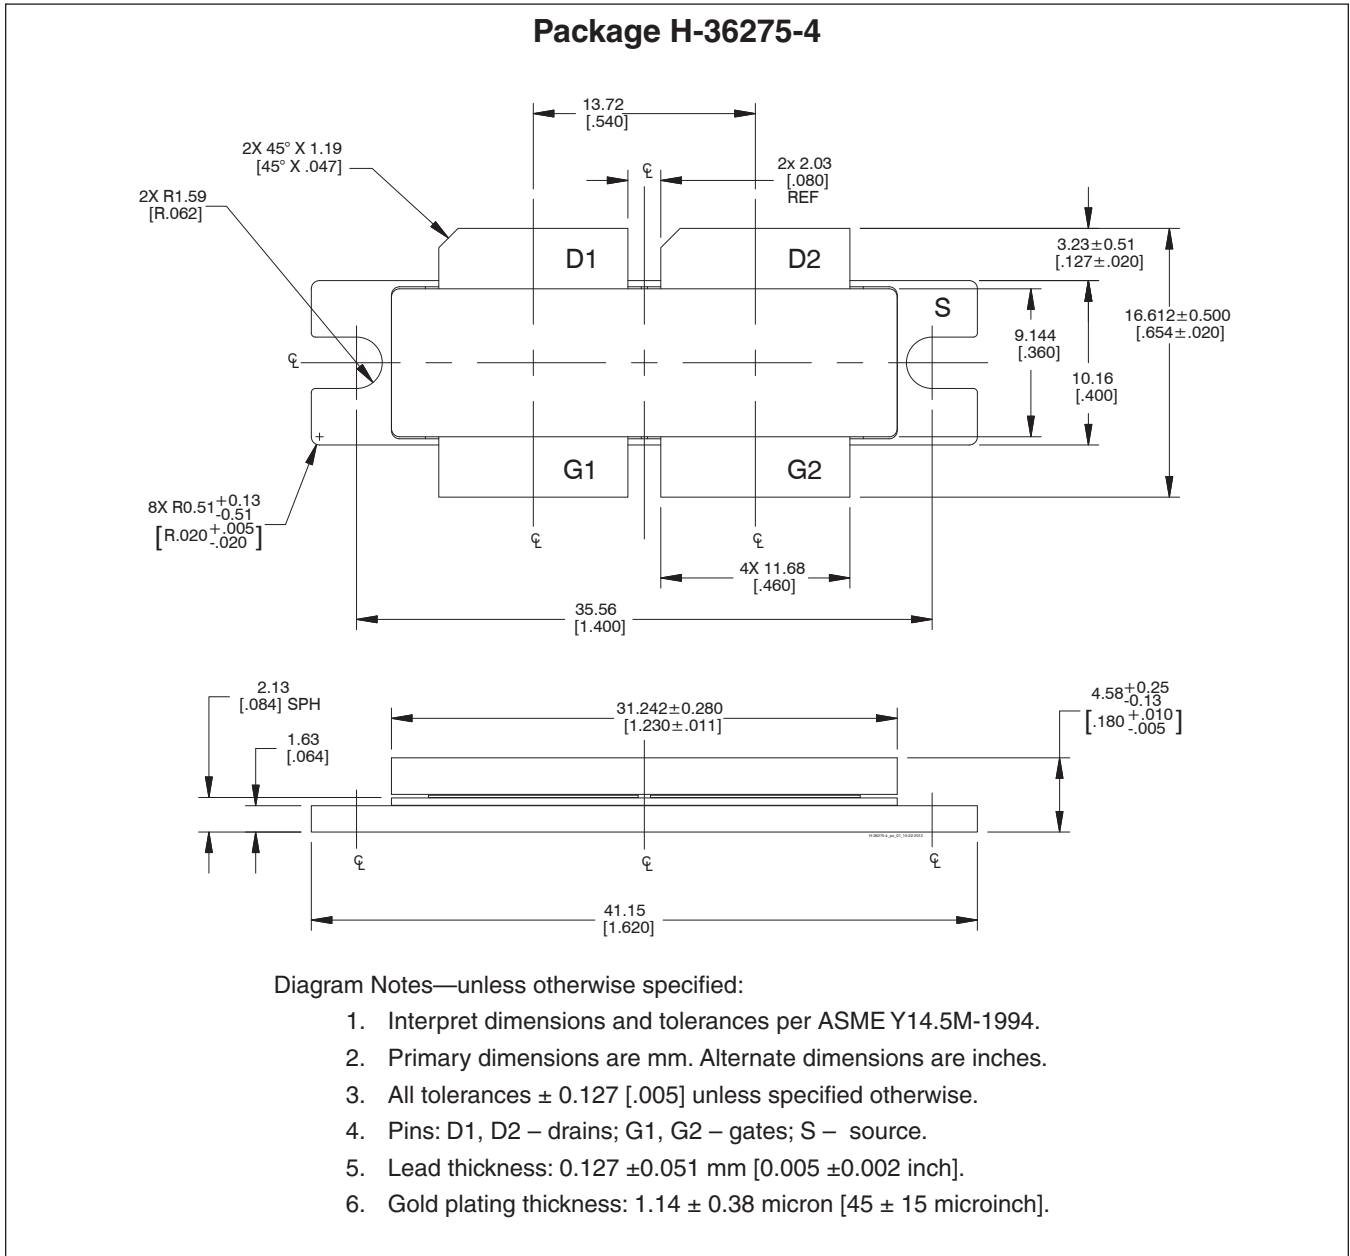 Package H-36275-4
13.72
[.540]
2X 45° X 1.19
[45° X .047]
℄
2x 2.03
[.080]
REF
2X R1.59
[R.062]
D1
D2
3.23±0.51
[.127±.020]
S
16.612±0.500
[.654±.020]
9.144
[.360]
℄
10.16
[.400]
G1
G2
8X R0.51+0.13
-0.51
[R.020+.005
-.020]
℄
℄
4X 11.68
[.460]
35.56
[1.400]
2.13
[.084] SPH
31.242±0.280
[1.230±.011]
4.58+0.25
-0.13
[.180+.010
-.005]
1.63
[.064]
℄
℄
℄
41.15
[1.620]
Diagram Notes—unless otherwise specified:
1. Interpret dimensions and tolerances per ASME Y14.5M-1994.
2. Primary dimensions are mm. Alternate dimensions are inches.
3. All tolerances ± 0.127 [.005] unless specified otherwise.
4. Pins: D1, D2 – drains; G1, G2 – gates; S – source.
5. Lead thickness: 0.127 ±0.051 mm [0.005 ±0.002 inch].
6. Gold plating thickness: 1.14 ± 0.38 micron [45 ± 15 microinch].